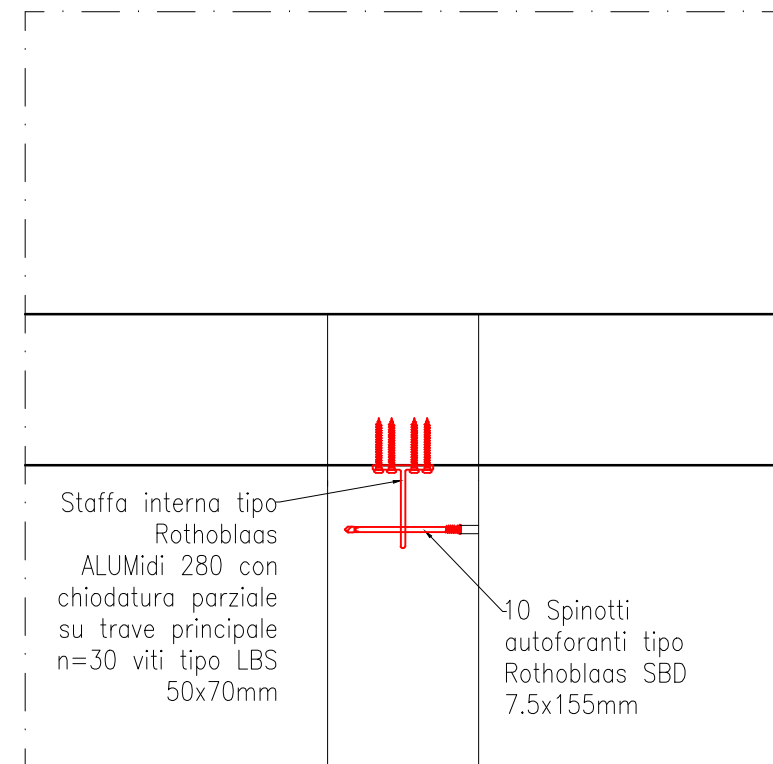 Staffa interna tipo
Rothoblaas
ALUMidi 280 con
chiodatura parziale
su trave principale
n=30 viti tipo LBS
50x70mm
10 Spinotti
autoforanti tipo
Rothoblaas SBD
7.5x155mm